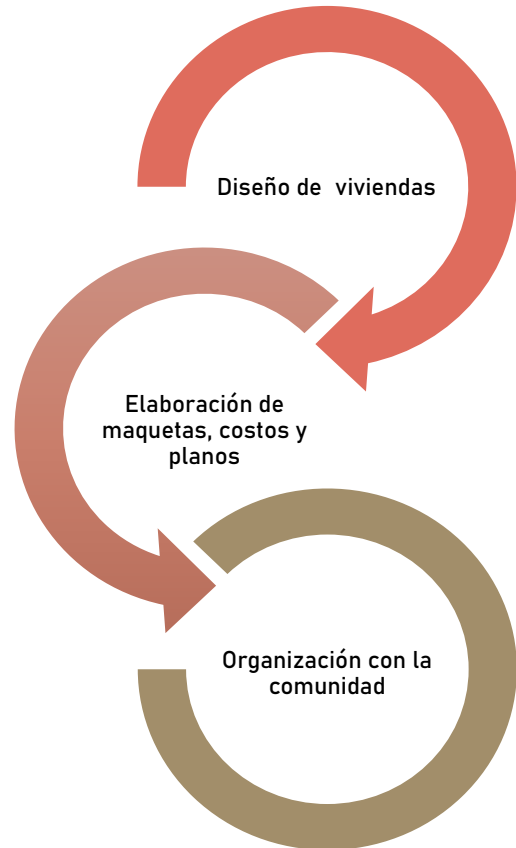 Diseño de viviendas
Elaboración de
maquetas, costos y
planos
Organización con la
comunidad